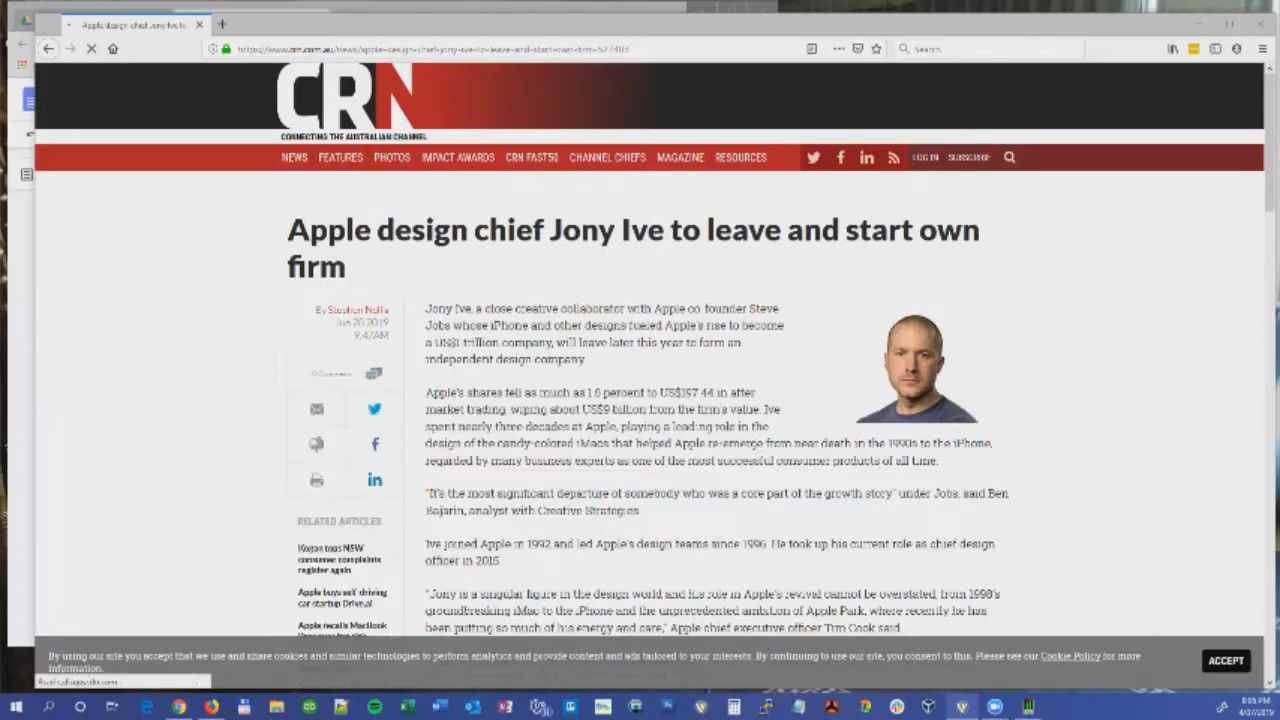 Apple design chief Jony Ive to
https://www.crn.com.au/news/apple-design-chief-jony-ive-to-leave-and-start-own-firm-527405
Search
CRN
CONNECTING THE AUSTRALIAN CHANNEL
NEWS FEATURES PHOTOS IMPACT AWARDS CRN FAST50 CHANNEL CHIEFS MAGAZINE RESOURCES LOG IN SUBSCRIBE
Apple design chief Jony Ive to leave and start own
firm
By Stephen Nellis
Jun 28 2019
9:47AM
0 Comments
Jony Ive, a close creative collaborator with Apple co-founder Steve
Jobs whose iPhone and other designs fueled Apple's rise to become
a US$1 trillion company, will leave later this year to form an
independent design company.
Apple's shares fell as much as 1.5 percent to US$197.44 in after
market trading, wiping about US$9 billion from the firm's value. Ive
spent nearly three decades at Apple, playing a leading role in the
design of the candy-colored iMacs that helped Apple re-emerge from near death in the 1990s to the iPhone,
regarded by many business experts as one of the most successful consumer products of all time.
"It's the most significant departure of somebody who was a core part of the growth story" under Jobs, said Ben
Bajarin, analyst with Creative Strategies.
Ive joined Apple in 1992 and led Apple's design teams since 1996. He took up his current role as chief design
officer in 2015.
"Jony is a singular figure in the design world and his role in Apple's revival cannot be overstated, from 1998's
groundbreaking iMac to the iPhone and the unprecedented ambition of Apple Park, where recently he has
been putting so much of his energy and care," Apple chief executive officer Tim Cook said.
RELATED ARTICLES
Kogan tops NSW
consumer complaints
register again
Apple buys self-driving
car startup Drive.ai
Apple recalls MacBook
By using our site you accept that we use and share cookies and similar technologies to perform analytics and provide content and ads tailored to your interests. By continuing to use our site, you consent to this. Please see our Cookie Policy for more
information.
ACCEPT
8:05 PM
4/07/2019